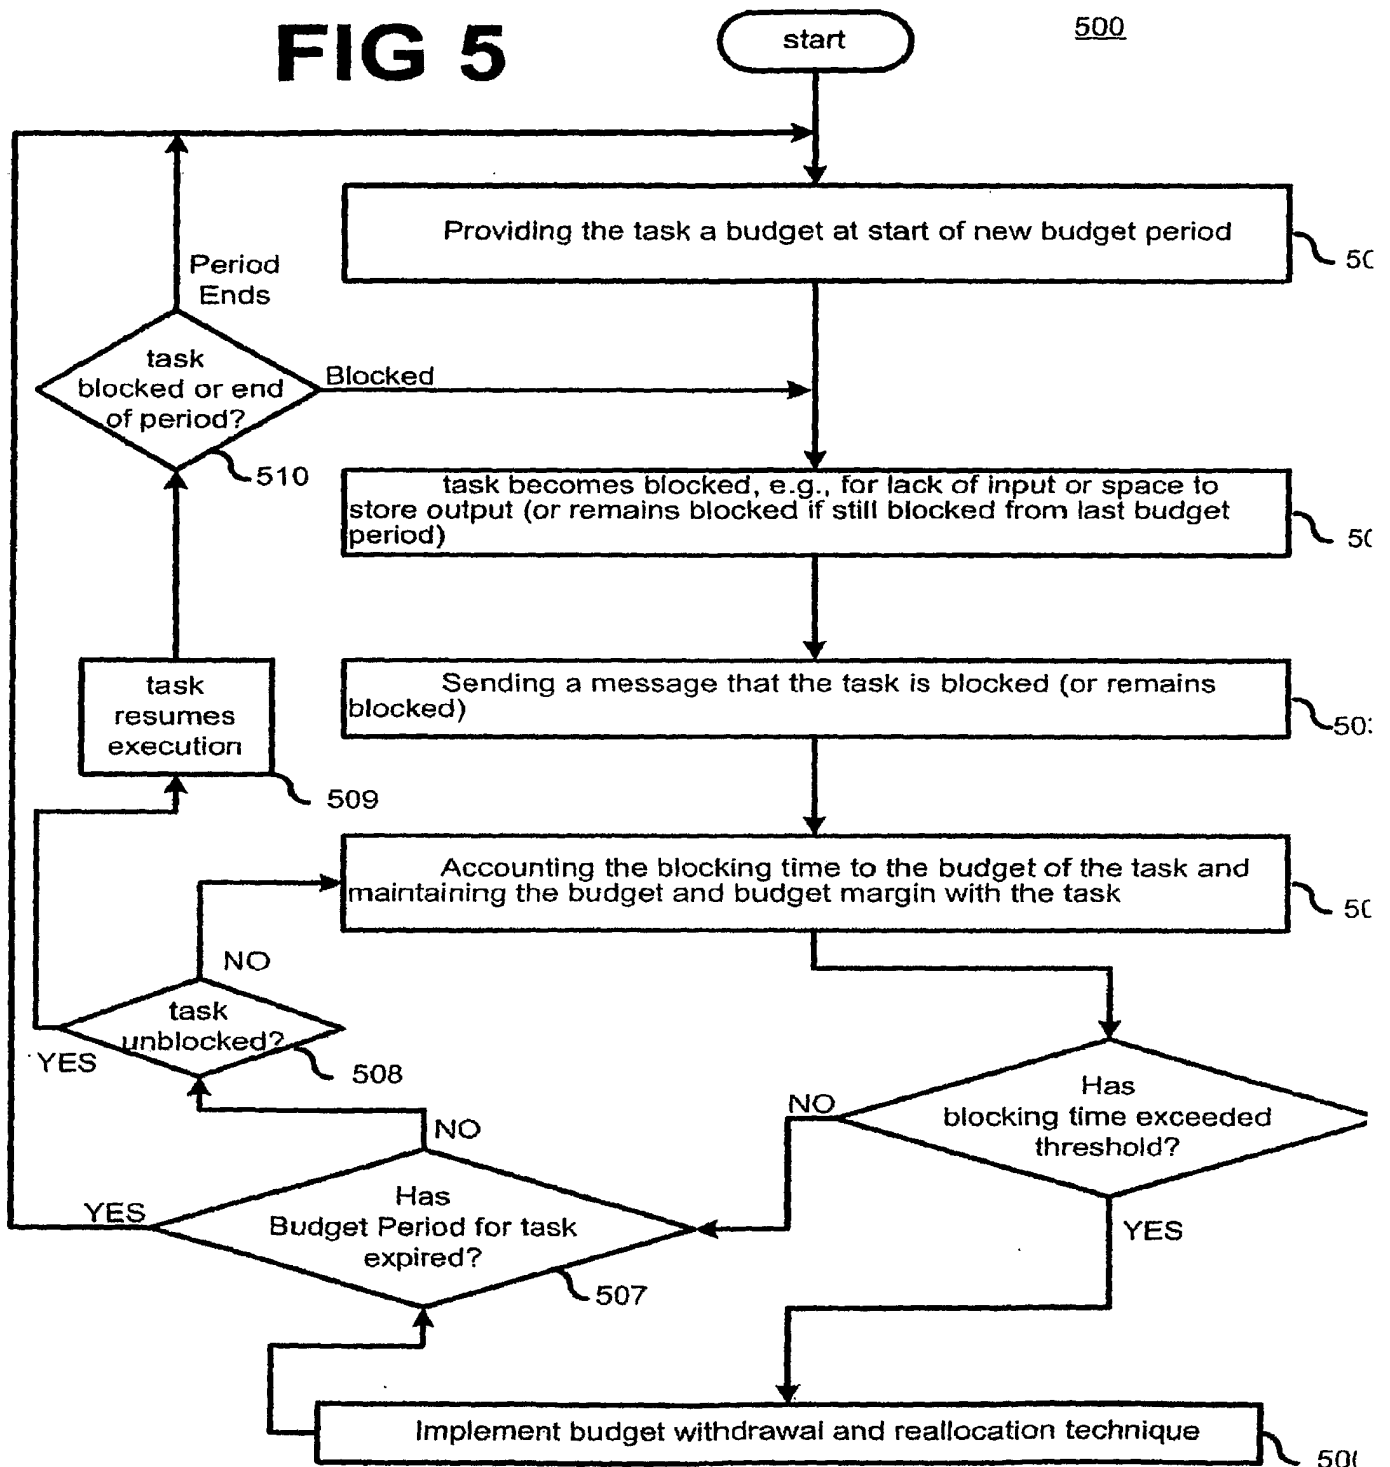 FIG 5
start
500
Providing the task a budget at start of new budget period
Period
Ends
task
blocked or end
of period?
Blocked
510
task becomes blocked, e.g., for lack of input or space to
store output (or remains blocked if still blocked from last budget
period)
task
resumes
execution
509
Sending a message that the task is blocked (or remains
blocked)
Accounting the blocking time to the budget of the task and
maintaining the budget and budget margin with the task
NO
task
unblocked?
YES
508
Has
blocking time exceeded
threshold?
NO
YES
NO
Has
Budget Period for task
expired?
YES
507
Implement budget withdrawal and reallocation technique